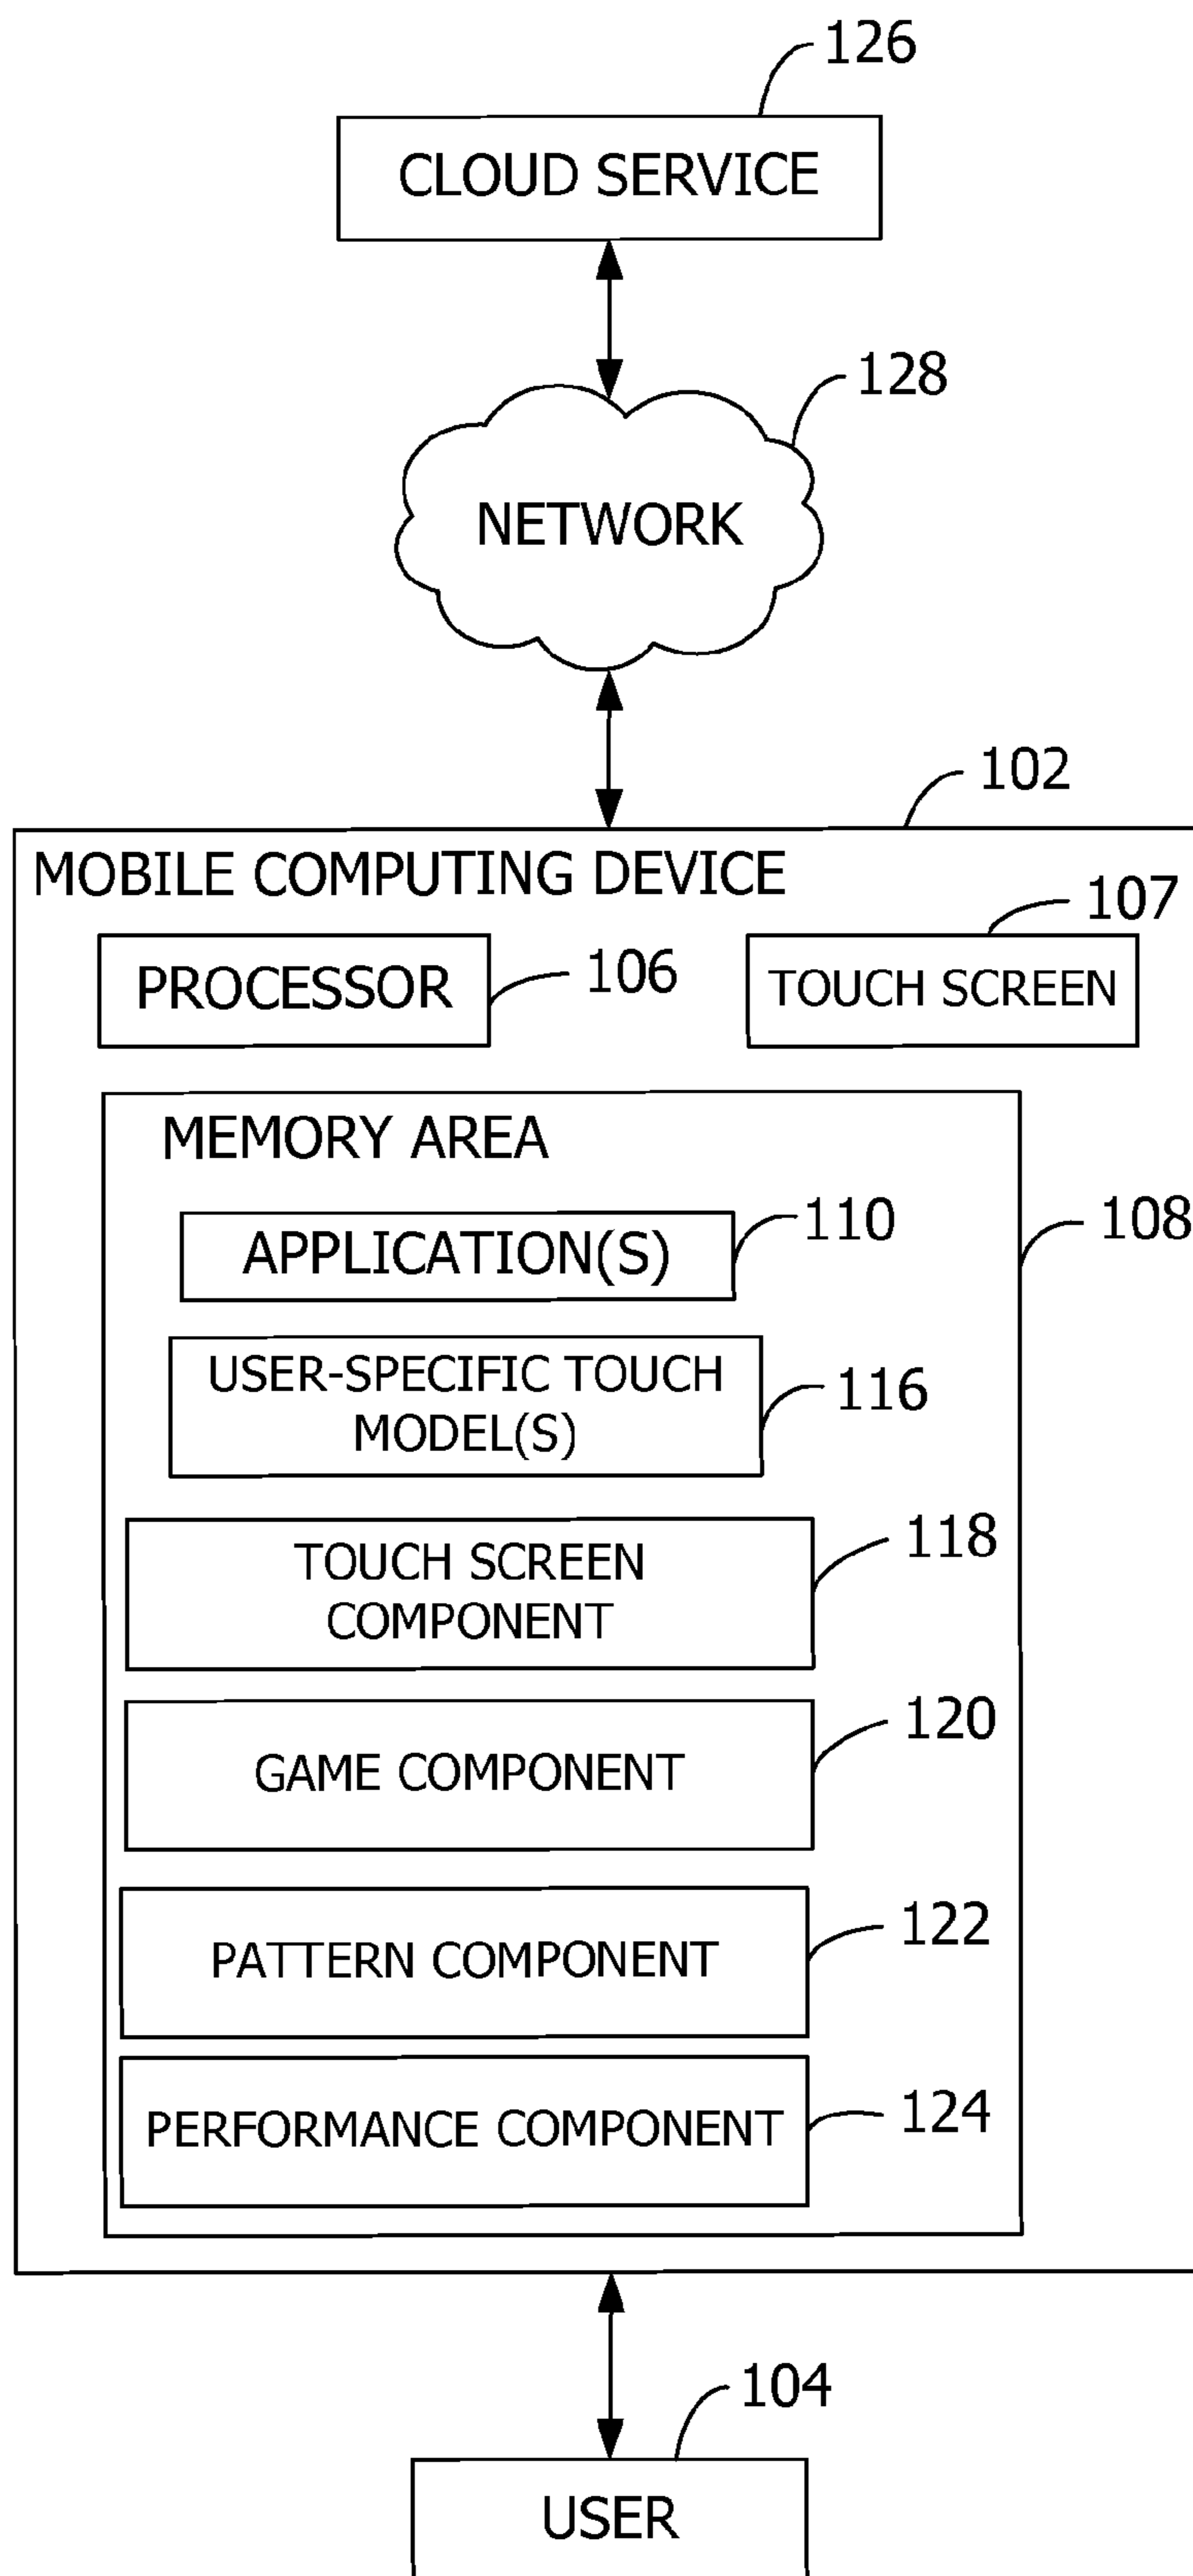 126
CLOUD SERVICE
128
NETWORK
102
MOBILE COMPUTING DEVICE
107
PROCESSOR
106
TOUCH SCREEN
MEMORY AREA
110
108
APPLICATION(S)
USER-SPECIFIC TOUCH
MODEL(S)
116
118
TOUCH SCREEN
COMPONENT
120
GAME COMPONENT
122
PATTERN COMPONENT
124
PERFORMANCE COMPONENT
104
USER